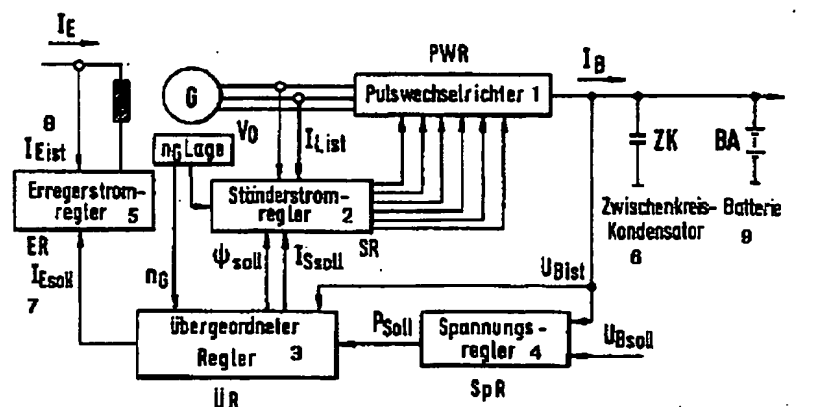 I_E
PWR
I_B
G
Pulswechselrichter 1
V0
I_List
ZK
BA
8
I_Eist
n_G Lage
Erregerstrom-
regler 5
Ständerstrom-
regler 2
Zwischenkreis-
Kondensator
6
Batterie
9
ER
SR
I_Esoll
7
n_G
ψ_soll
I_Ssoll
U_Bist
Übergeordneter
Regler 3
P_Soll
Spannungs-
regler 4
U_Bsoll
ÜR
SpR